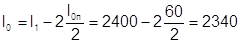 l₀ = l₁ - 2 l₀ₙ/2 = 2400 - 2 60/2 = 2340